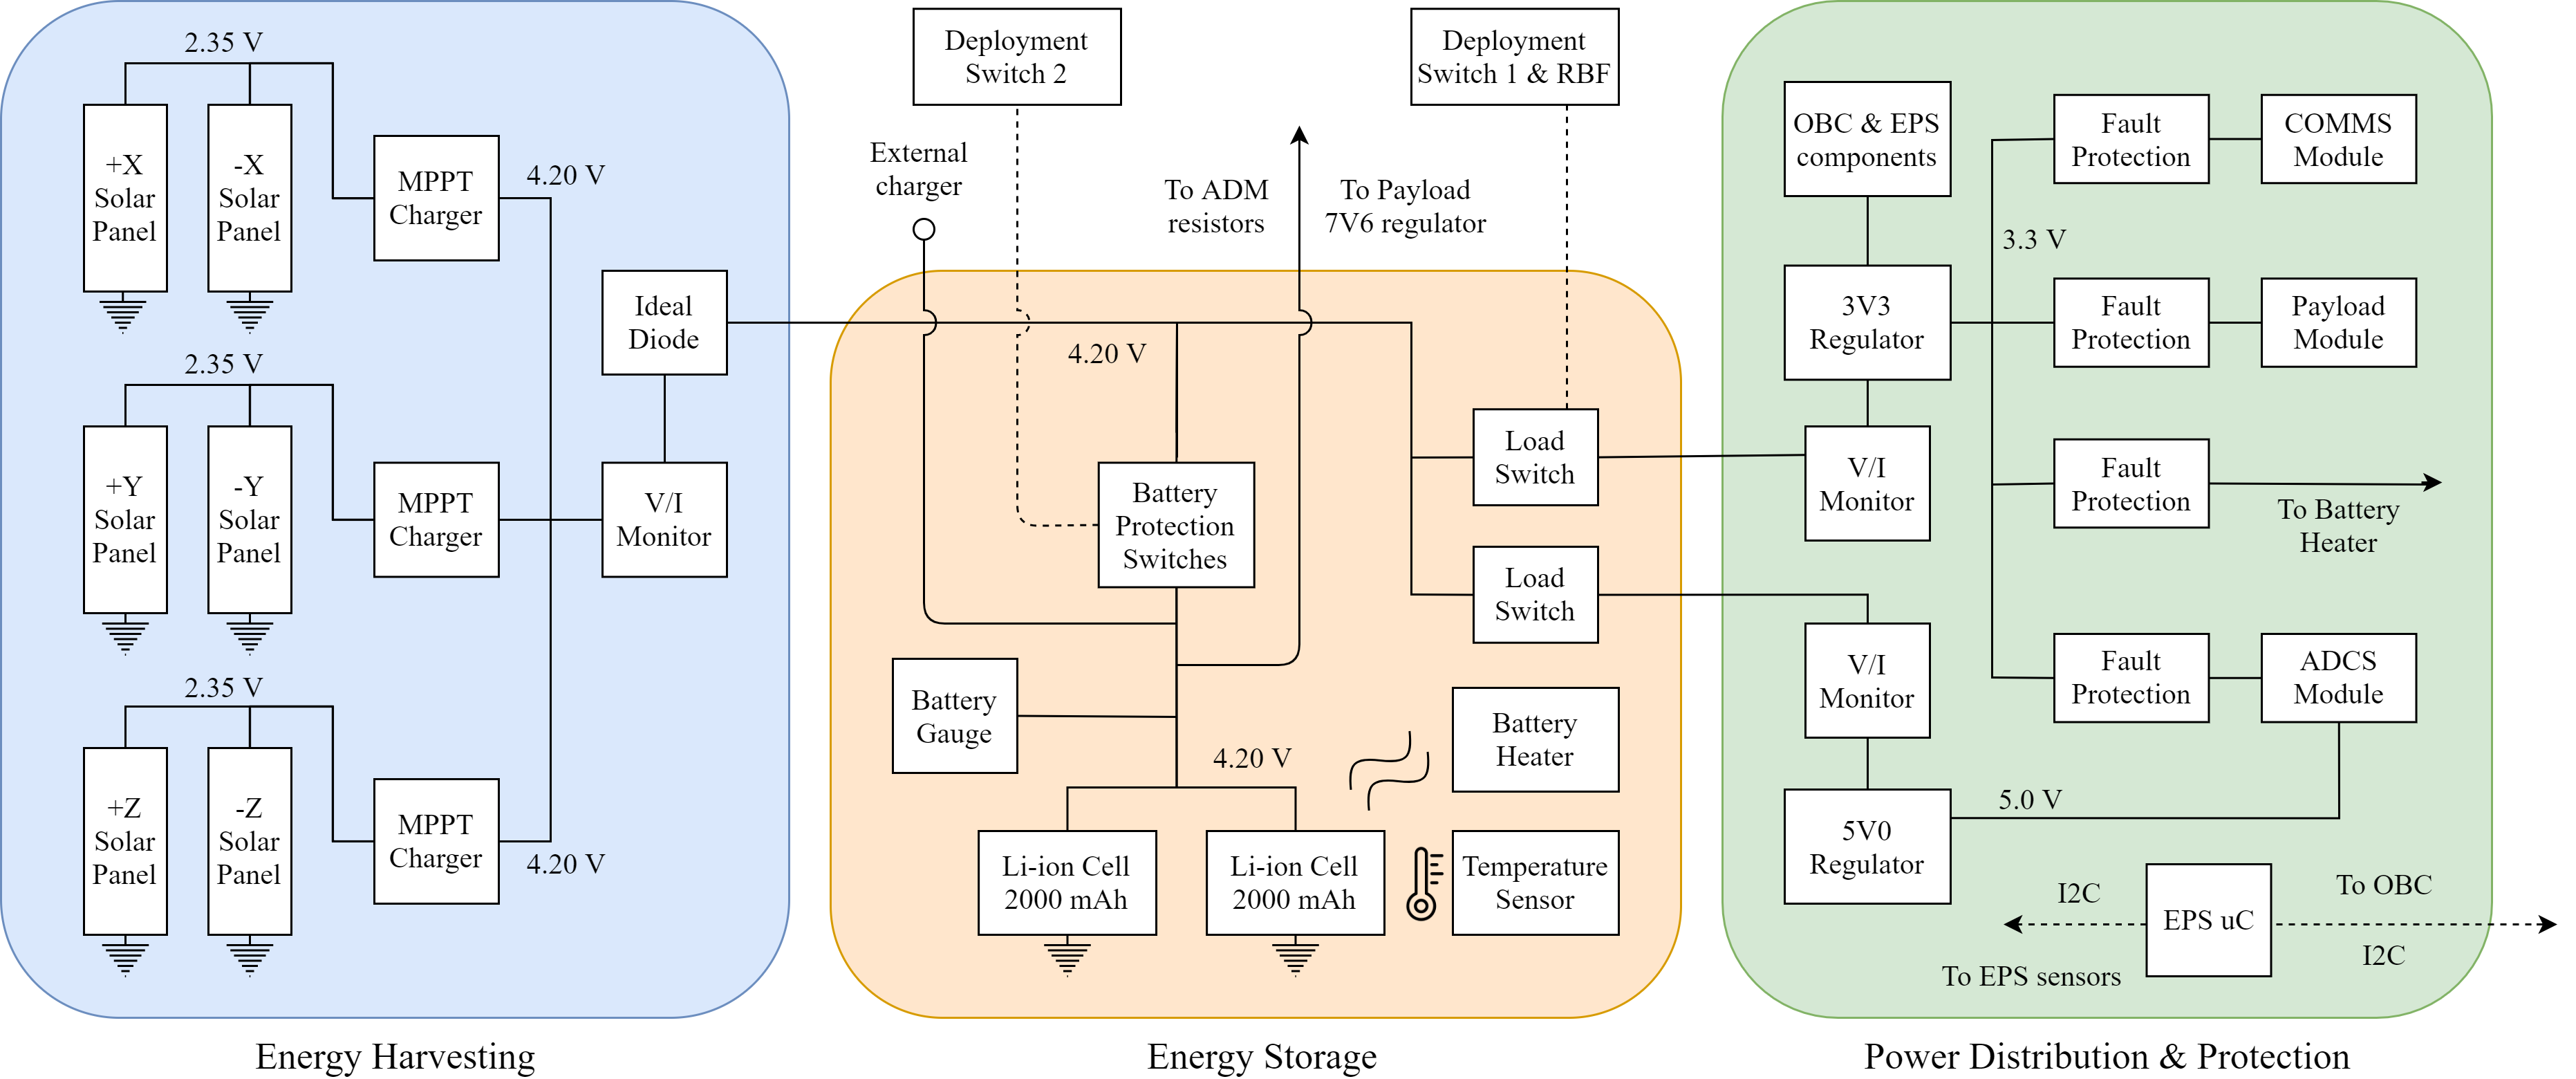 2.35 V
+X
Solar
Panel
-X
Solar
Panel
MPPT
Charger
4.20 V
2.35 V
+Y
Solar
Panel
-Y
Solar
Panel
MPPT
Charger
2.35 V
+Z
Solar
Panel
-Z
Solar
Panel
MPPT
Charger
4.20 V
Ideal
Diode
V/I
Monitor
Energy Harvesting
Deployment
Switch 2
Deployment
Switch 1 & RBF
External
charger
To ADM
resistors
To Payload
7V6 regulator
4.20 V
Battery
Protection
Switches
Load
Switch
Load
Switch
Battery
Gauge
4.20 V
Battery
Heater
Li-ion Cell
2000 mAh
Li-ion Cell
2000 mAh
Temperature
Sensor
Energy Storage
OBC & EPS
components
Fault
Protection
COMMS
Module
3.3 V
3V3
Regulator
Fault
Protection
Payload
Module
V/I
Monitor
Fault
Protection
To Battery
Heater
V/I
Monitor
Fault
Protection
ADCS
Module
5V0
Regulator
5.0 V
I2C
EPS uC
To OBC
I2C
To EPS sensors
Power Distribution & Protection